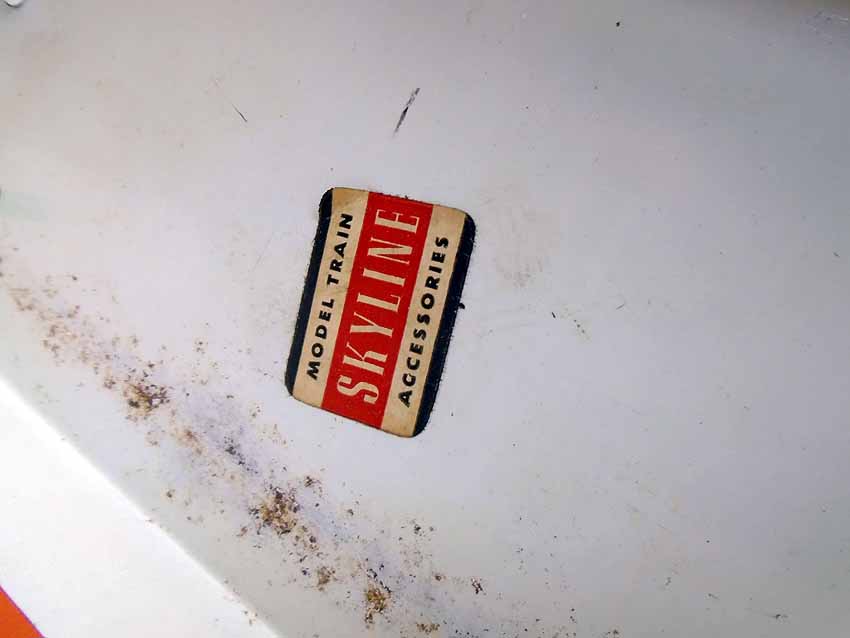 MODEL TRAIN
SKYLINE
ACCESSORIES